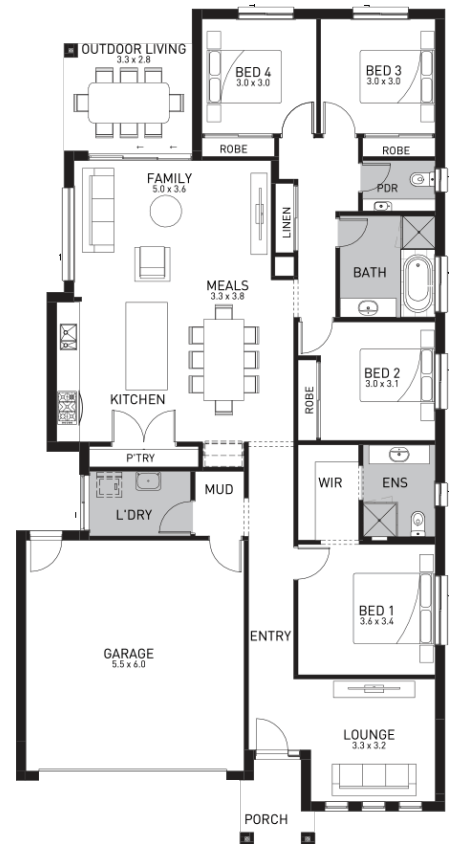 OUTDOOR LIVING
3.3 x 2.8
BED 4
3.0 x 3.0
BED 3
3.0 x 3.0
ROBE
ROBE
FAMILY
5.0 x 3.6
PDR
LINEN
BATH
MEALS
3.3 x 3.8
BED 2
3.0 x 3.1
ROBE
KITCHEN
P'TRY
MUD
WIR
ENS
L'DRY
BED 1
3.6 x 3.4
ENTRY
GARAGE
5.5 x 6.0
LOUNGE
3.3 x 3.2
PORCH